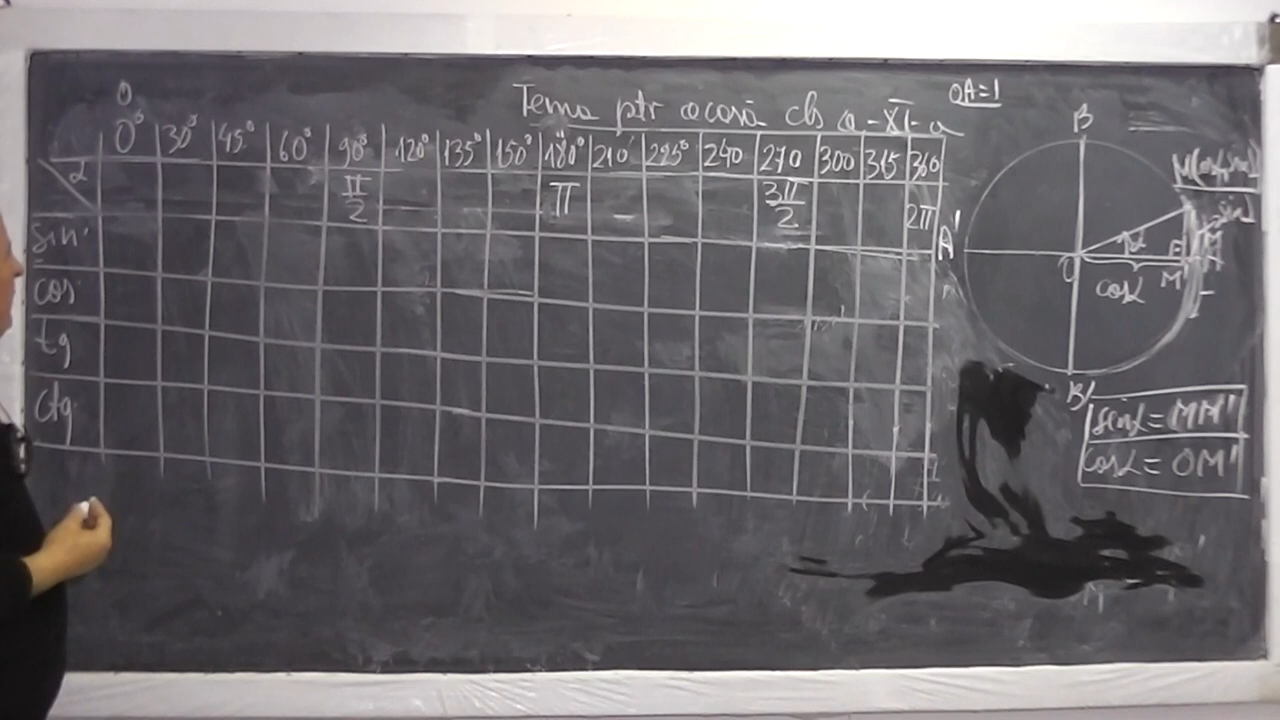 Tema ptr acasă cls a-XI-a
OA=1
0
α 0° 30° 45° 60° 90° 120° 135° 150° 180° 210° 225° 240 270 300 315 360
π/2 π 3π/2 2π
sin
cos
tg
ctg
B
A'
O
α
A
M'
cosα
B'
sinα = MM'
cosα = OM'